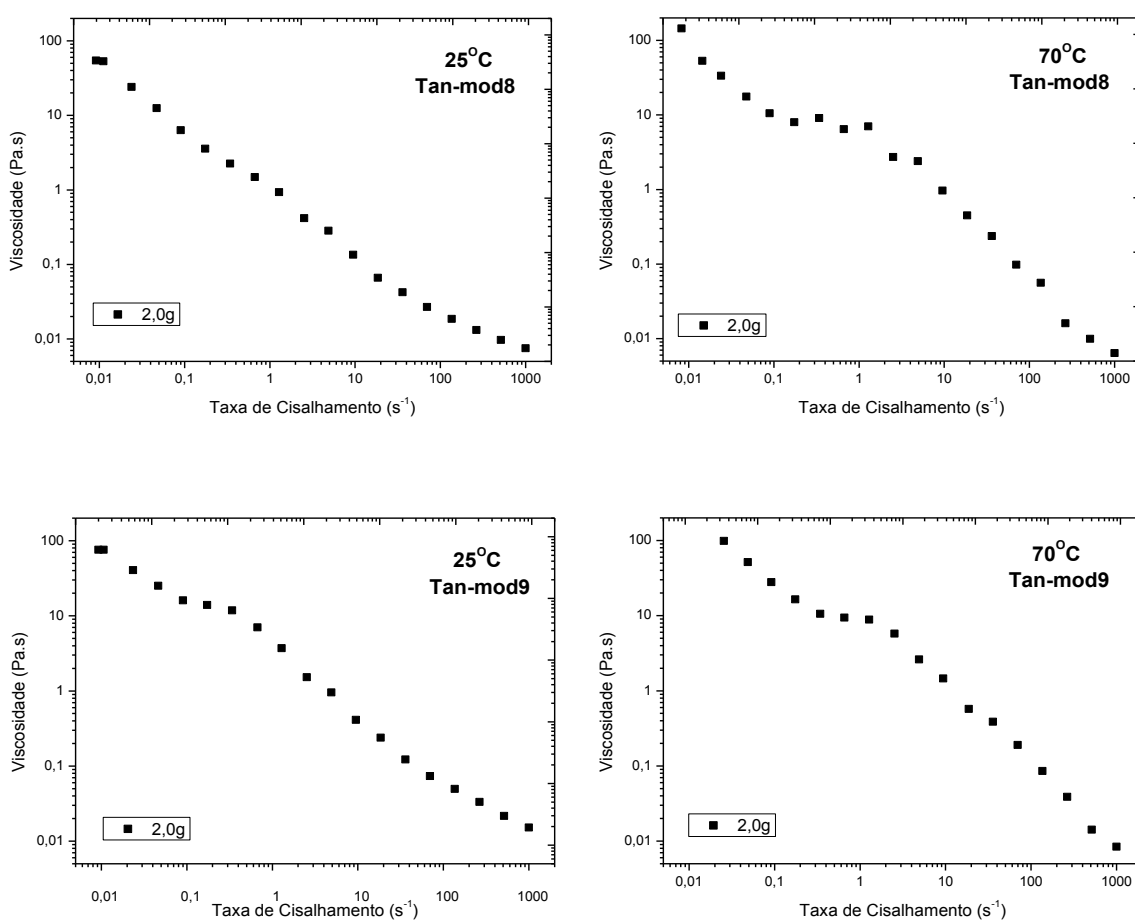 25°C
Tan-mod8
100
10
1
0,1
0,01
Viscosidade (Pa.s)
2,0g
0,01 0,1 1 10 100 1000
Taxa de Cisalhamento (s⁻¹)
70°C
Tan-mod8
100
10
1
0,1
0,01
Viscosidade (Pa.s)
2,0g
0,01 0,1 1 10 100 1000
Taxa de Cisalhamento (s⁻¹)
25°C
Tan-mod9
100
10
1
0,1
0,01
Viscosidade (Pa.s)
2,0g
0,01 0,1 1 10 100 1000
Taxa de Cisalhamento (s⁻¹)
70°C
Tan-mod9
100
10
1
0,1
0,01
Viscosidade (Pa.s)
2,0g
0,01 0,1 1 10 100 1000
Taxa de Cisalhamento (s⁻¹)